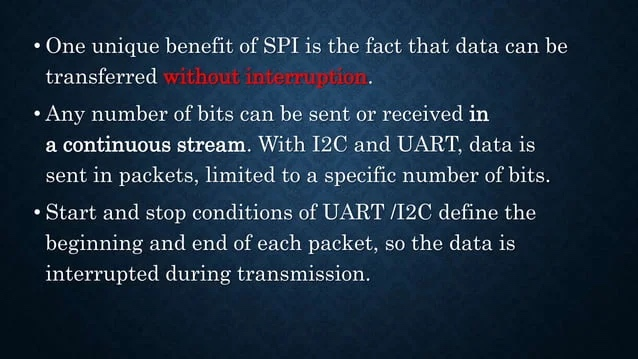 • One unique benefit of SPI is the fact that data can be
transferred without interruption.
• Any number of bits can be sent or received in
a continuous stream. With I2C and UART, data is
sent in packets, limited to a specific number of bits.
• Start and stop conditions of UART /I2C define the
beginning and end of each packet, so the data is
interrupted during transmission.